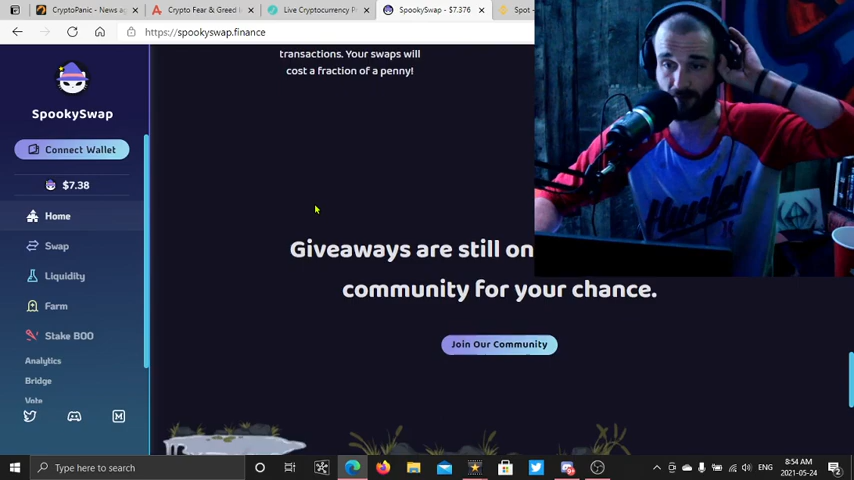 CryptoPanic - News ag
Crypto Fear & Greed I
Live Cryptocurrency P
SpookySwap - $7.376
Spot -
https://spookyswap.finance
transactions. Your swaps will
cost a fraction of a penny!
SpookySwap
Connect Wallet
$7.38
Home
Swap
Liquidity
Farm
Stake BOO
Analytics
Bridge
Vote
Giveaways are still on
community for your chance.
Join Our Community
Hurley
Type here to search
ENG
8:54 AM
2021-05-24